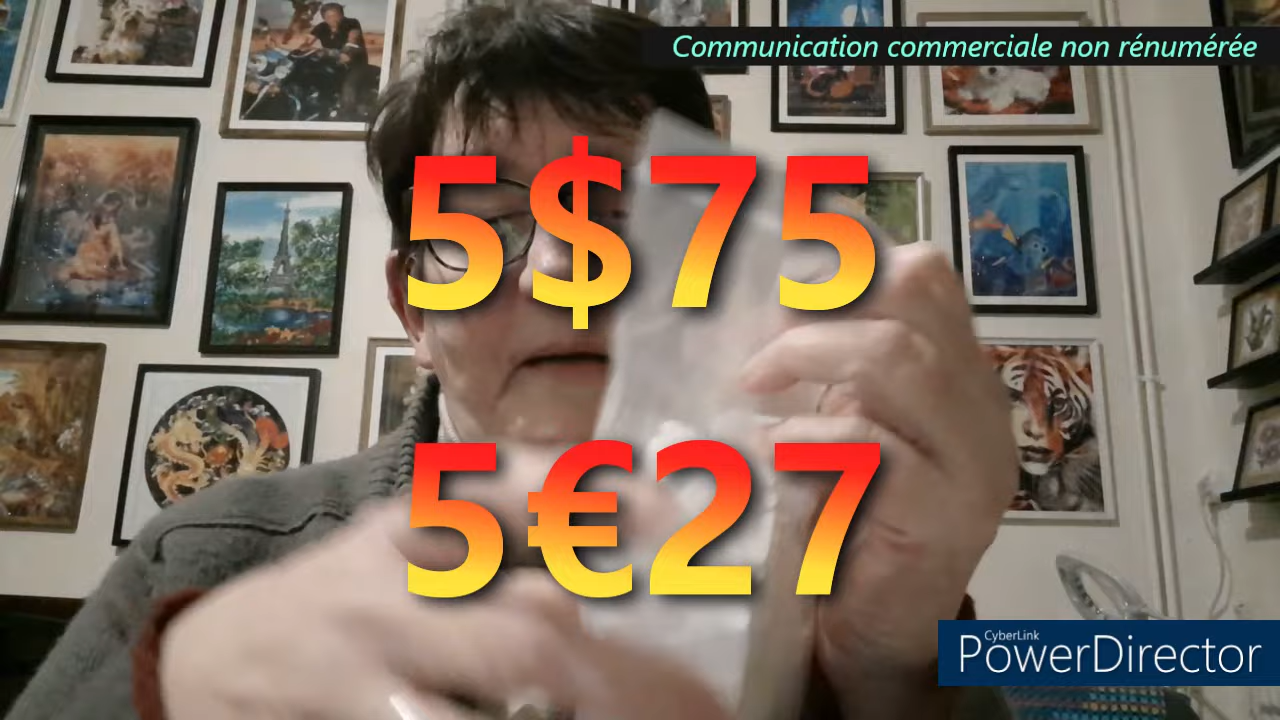 Communication commerciale non rénumérée
5$75
5€27
CyberLink
PowerDirector